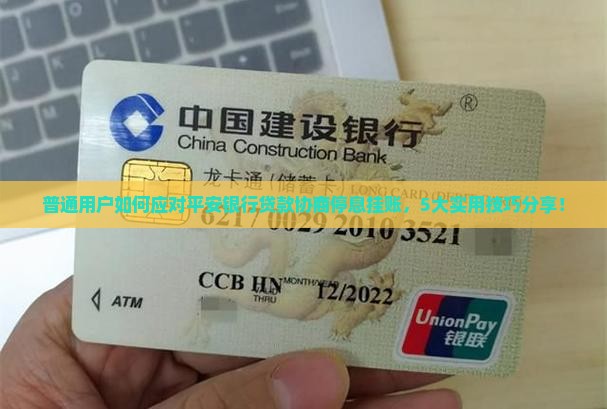 中国建设银行®
China Construction Bank
龙卡通(储蓄卡) LONG CARD
普通用户如何应对平安银行贷款协商停息挂账，5大实用技巧分享！
6217 0029 2010 3521
MONTH/YEAR
CCB HN VALID THRU 12/2022
ATM
UnionPay
银联